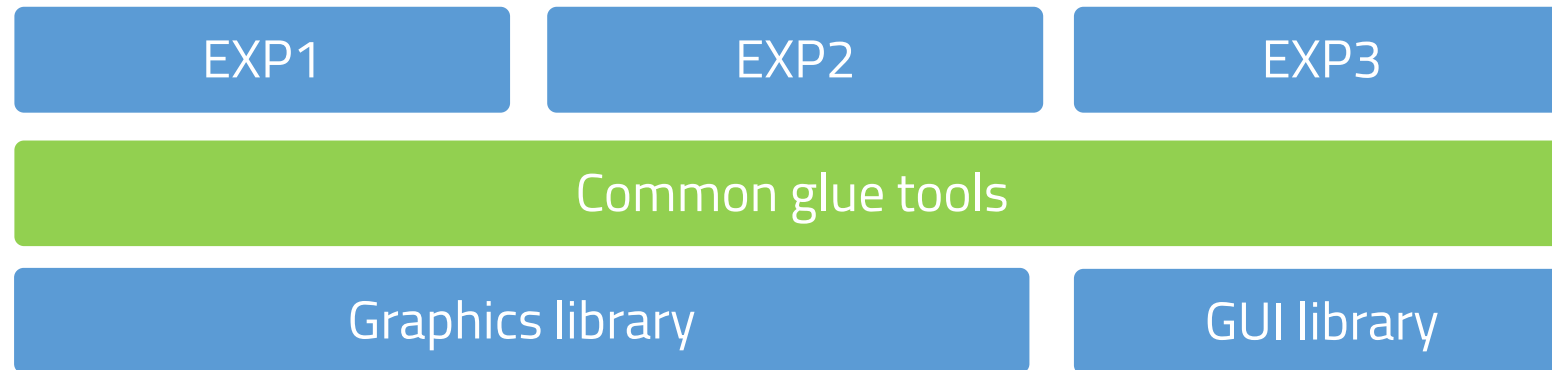 EXP1
EXP2
EXP3
Common glue tools
Graphics library
GUI library